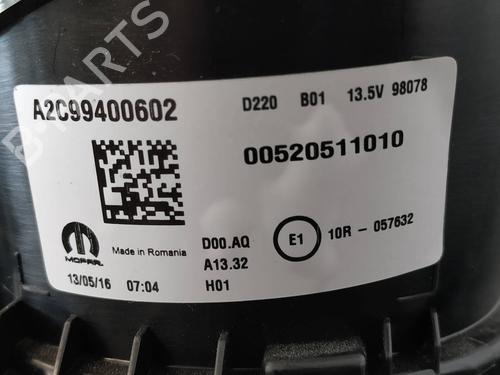 A2C99400602
D220 B01 13.5V 98078
00520511010
MOPAR
Made in Romania
D00.AQ
E1
10R - 057632
A13.32
13/05/16 07:04
H01
B-PARTS